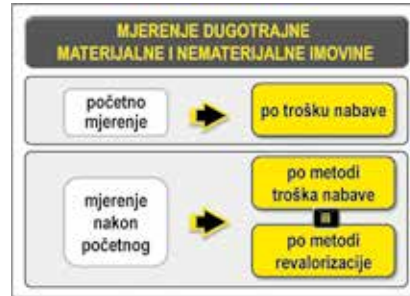 MJERENJE DUGOTRAJNE
MATERIJALNE I NEMATERIJALNE IMOVINE
početno
mjerenje
po trošku nabave
mjerenje
nakon
početnog
po metodi
troška nabave
po metodi
revalorizacije